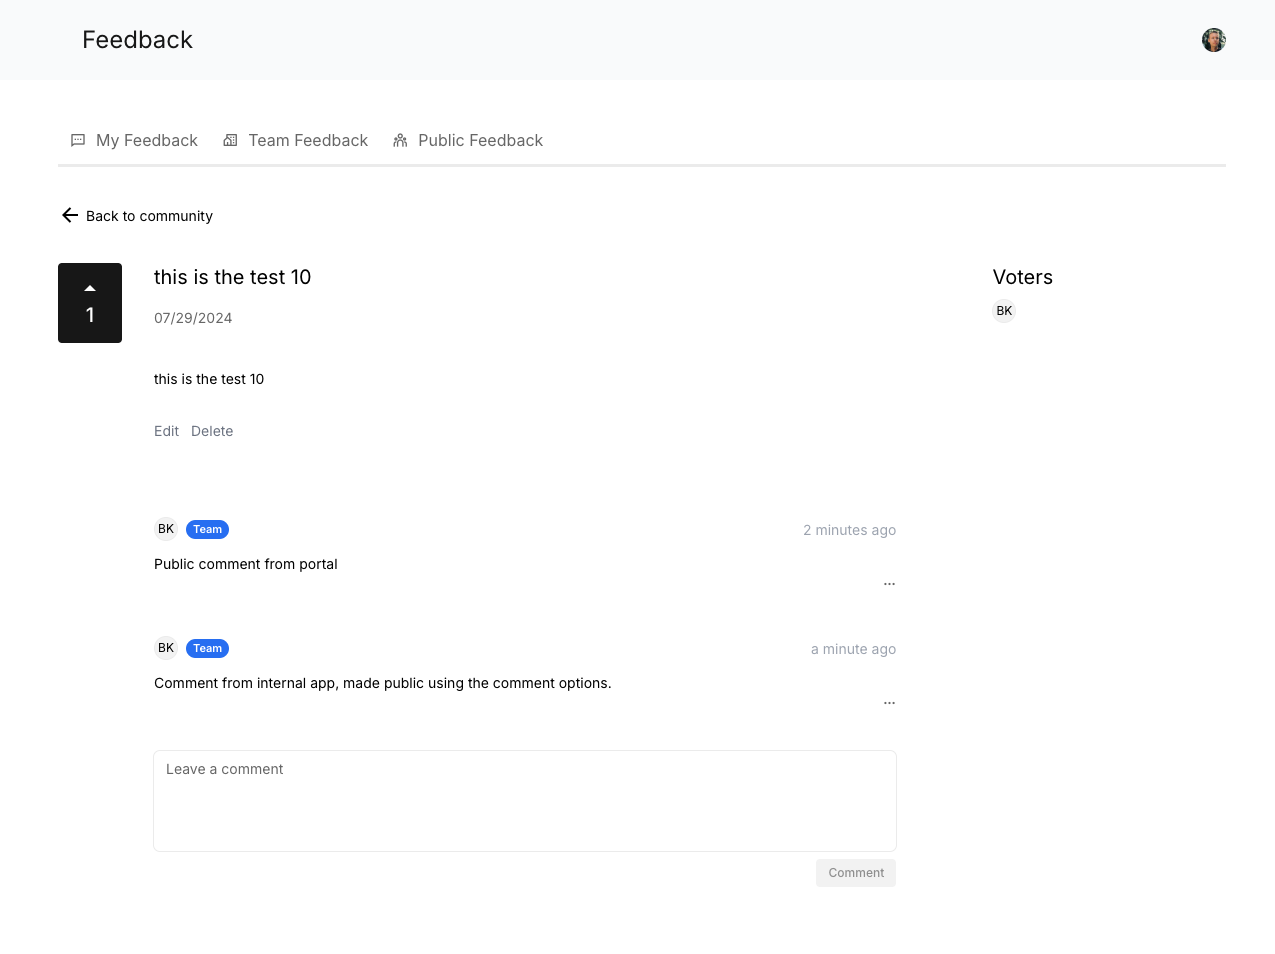 Feedback
My Feedback Team Feedback Public Feedback
Back to community
1
this is the test 10
07/29/2024
this is the test 10
Edit Delete
Voters
BK
BK Team 2 minutes ago
Public comment from portal
...
BK Team a minute ago
Comment from internal app, made public using the comment options.
...
Leave a comment
Comment